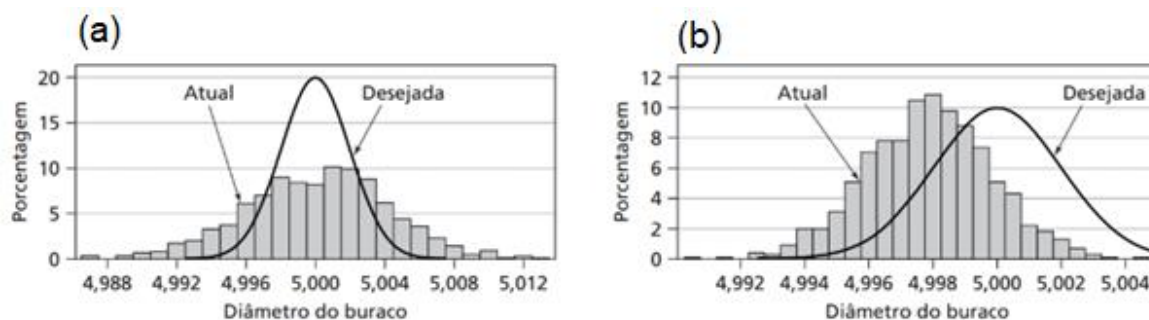 (a)
Porcentagem
20
15
10
5
0
Atual
Desejada
4,988 4,992 4,996 5,000 5,004 5,008 5,012
Diâmetro do buraco
(b)
Porcentagem
12
10
8
6
4
2
0
Atual
Desejada
4,992 4,994 4,996 4,998 5,000 5,002 5,004
Diâmetro do buraco